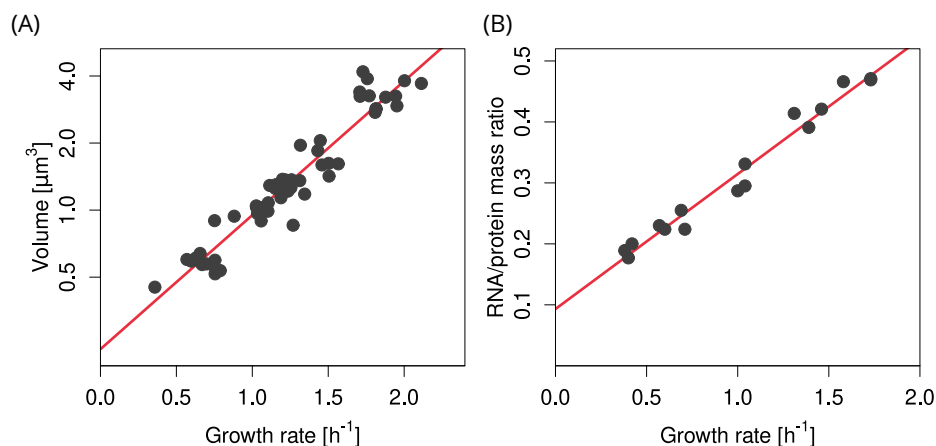 (A)
Volume [μm³]
4.0
2.0
1.0
0.5
0.0 0.5 1.0 1.5 2.0
Growth rate [h⁻¹]
(B)
RNA/protein mass ratio
0.5
0.4
0.3
0.2
0.1
0.0 0.5 1.0 1.5 2.0
Growth rate [h⁻¹]